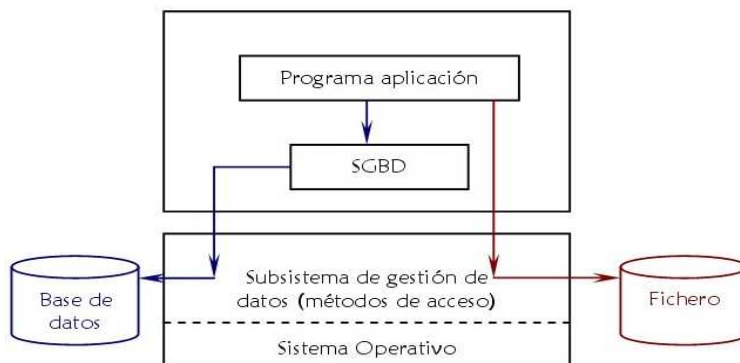 Programa aplicación
SGBD
Subsistema de gestión de
datos (métodos de acceso)
Sistema Operativo
Base de
datos
Fichero